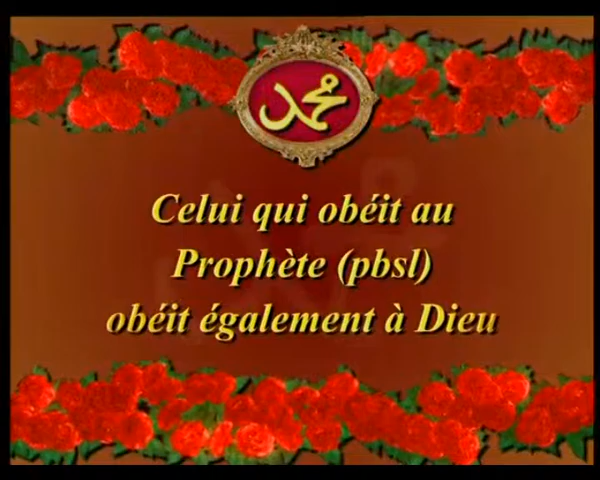 محمد
Celui qui obéit au
Prophète (pbsl)
obéit également à Dieu